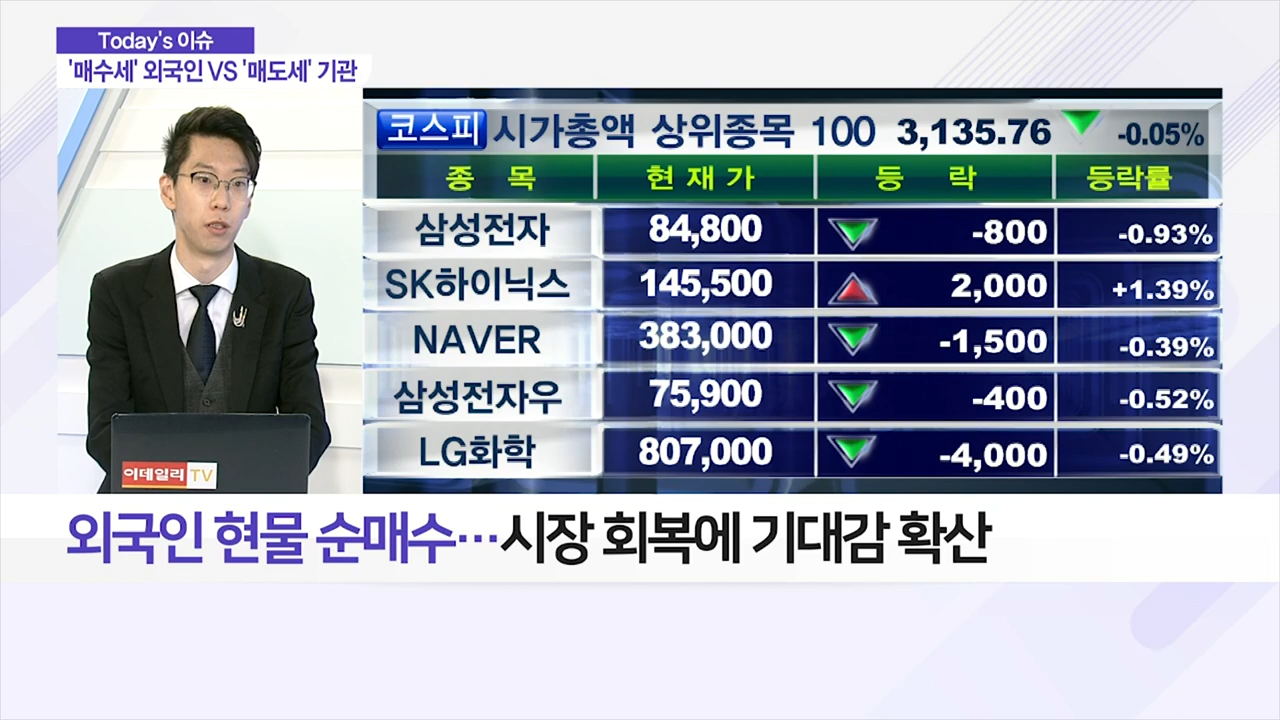 Today's 이슈
'매수세' 외국인 VS '매도세' 기관
코스피 시가총액 상위종목 100 3,135.76 -0.05%
종 목 현 재 가 등 락 등락률
삼성전자 84,800 -800 -0.93%
SK하이닉스 145,500 2,000 +1.39%
NAVER 383,000 -1,500 -0.39%
삼성전자우 75,900 -400 -0.52%
LG화학 807,000 -4,000 -0.49%
이데일리 TV
외국인 현물 순매수…시장 회복에 기대감 확산